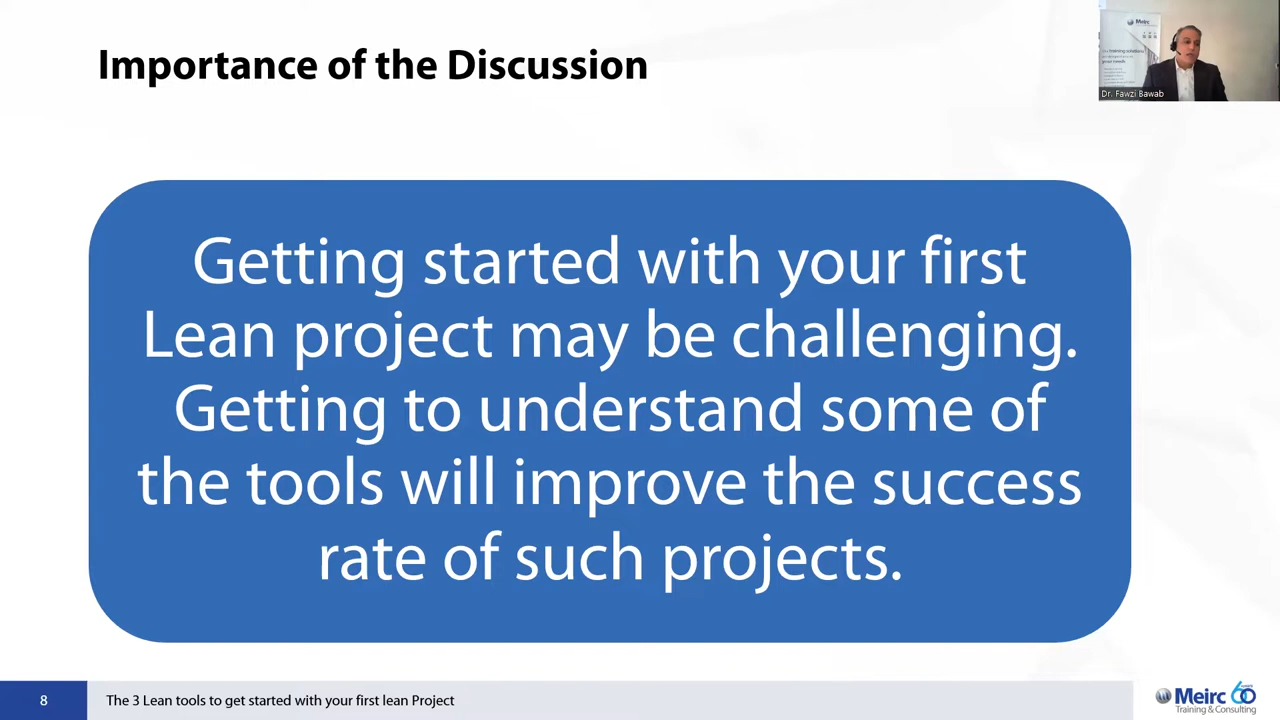 Importance of the Discussion
Meirc
Dr. Fawzi Bawab
Getting started with your first
Lean project may be challenging.
Getting to understand some of
the tools will improve the success
rate of such projects.
8
The 3 Lean tools to get started with your first lean Project
Meirc 60
Training & Consulting